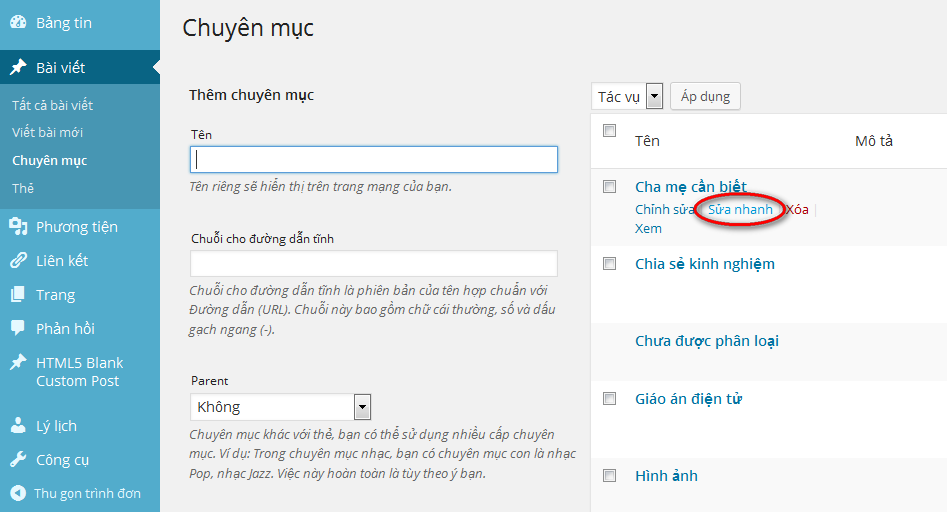 Bảng tin
Bài viết
Tất cả bài viết
Viết bài mới
Chuyên mục
Thẻ
Phương tiện
Liên kết
Trang
Phản hồi
HTML5 Blank
Custom Post
Lý lịch
Công cụ
Thu gọn trình đơn
Chuyên mục
Thêm chuyên mục
Tên
Tên riêng sẽ hiển thị trên trang mạng của bạn.
Chuỗi cho đường dẫn tĩnh
Chuỗi cho đường dẫn tĩnh là phiên bản của tên hợp chuẩn với
Đường dẫn (URL). Chuỗi này bao gồm chữ cái thường, số và dấu
gạch ngang (-).
Parent
Không
Chuyên mục khác với thẻ, bạn có thể sử dụng nhiều cấp chuyên
mục. Ví dụ: Trong chuyên mục nhạc, bạn có chuyên mục con là nhạc
Pop, nhạc Jazz. Việc này hoàn toàn là tùy theo ý bạn.
Tác vụ Áp dụng
Tên Mô tả
Cha mẹ cần biết
Chỉnh sửa | Sửa nhanh | Xóa |
Xem
Chia sẻ kinh nghiệm
Chưa được phân loại
Giáo án điện tử
Hình ảnh